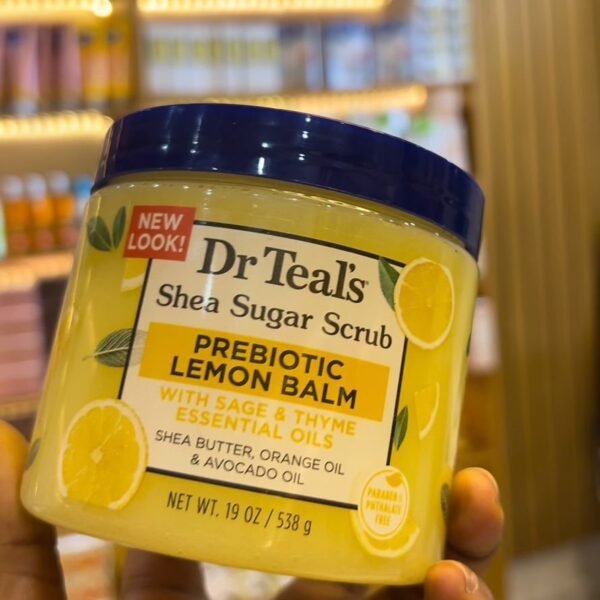 NEW
LOOK!
Dr Teal's
Shea Sugar Scrub
PREBIOTIC
LEMON BALM
WITH SAGE & THYME
ESSENTIAL OILS
SHEA BUTTER, ORANGE OIL
& AVOCADO OIL
NET WT. 19 OZ / 538 g
PARABEN &
PHTHALATE
FREE